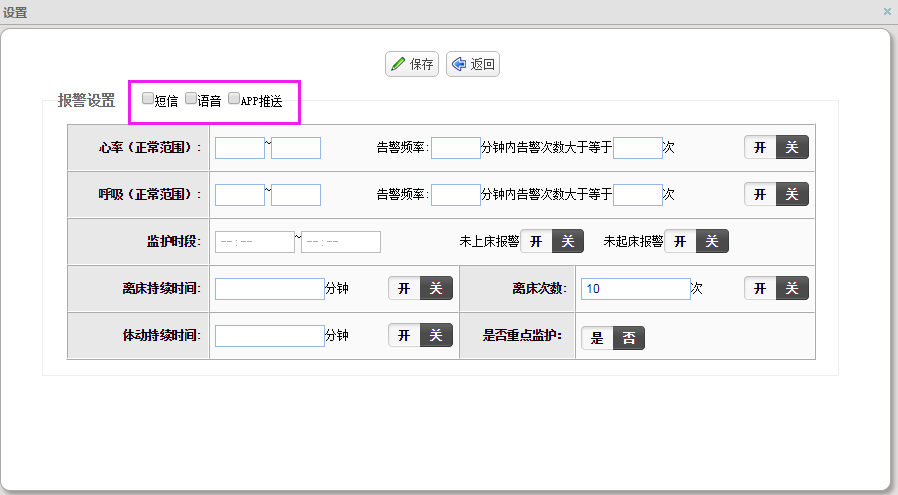 设置 ×
保存 返回
报警设置 短信 语音 APP推送
心率（正常范围）: ~ 告警频率: 分钟内告警次数大于等于 次 开 关
呼吸（正常范围）: ~ 告警频率: 分钟内告警次数大于等于 次 开 关
监护时段: --:-- ~ --:-- 未上床报警 开 关 未起床报警 开 关
离床持续时间: 分钟 开 关 离床次数: 10 次 开 关
体动持续时间: 分钟 开 关 是否重点监护： 是 否